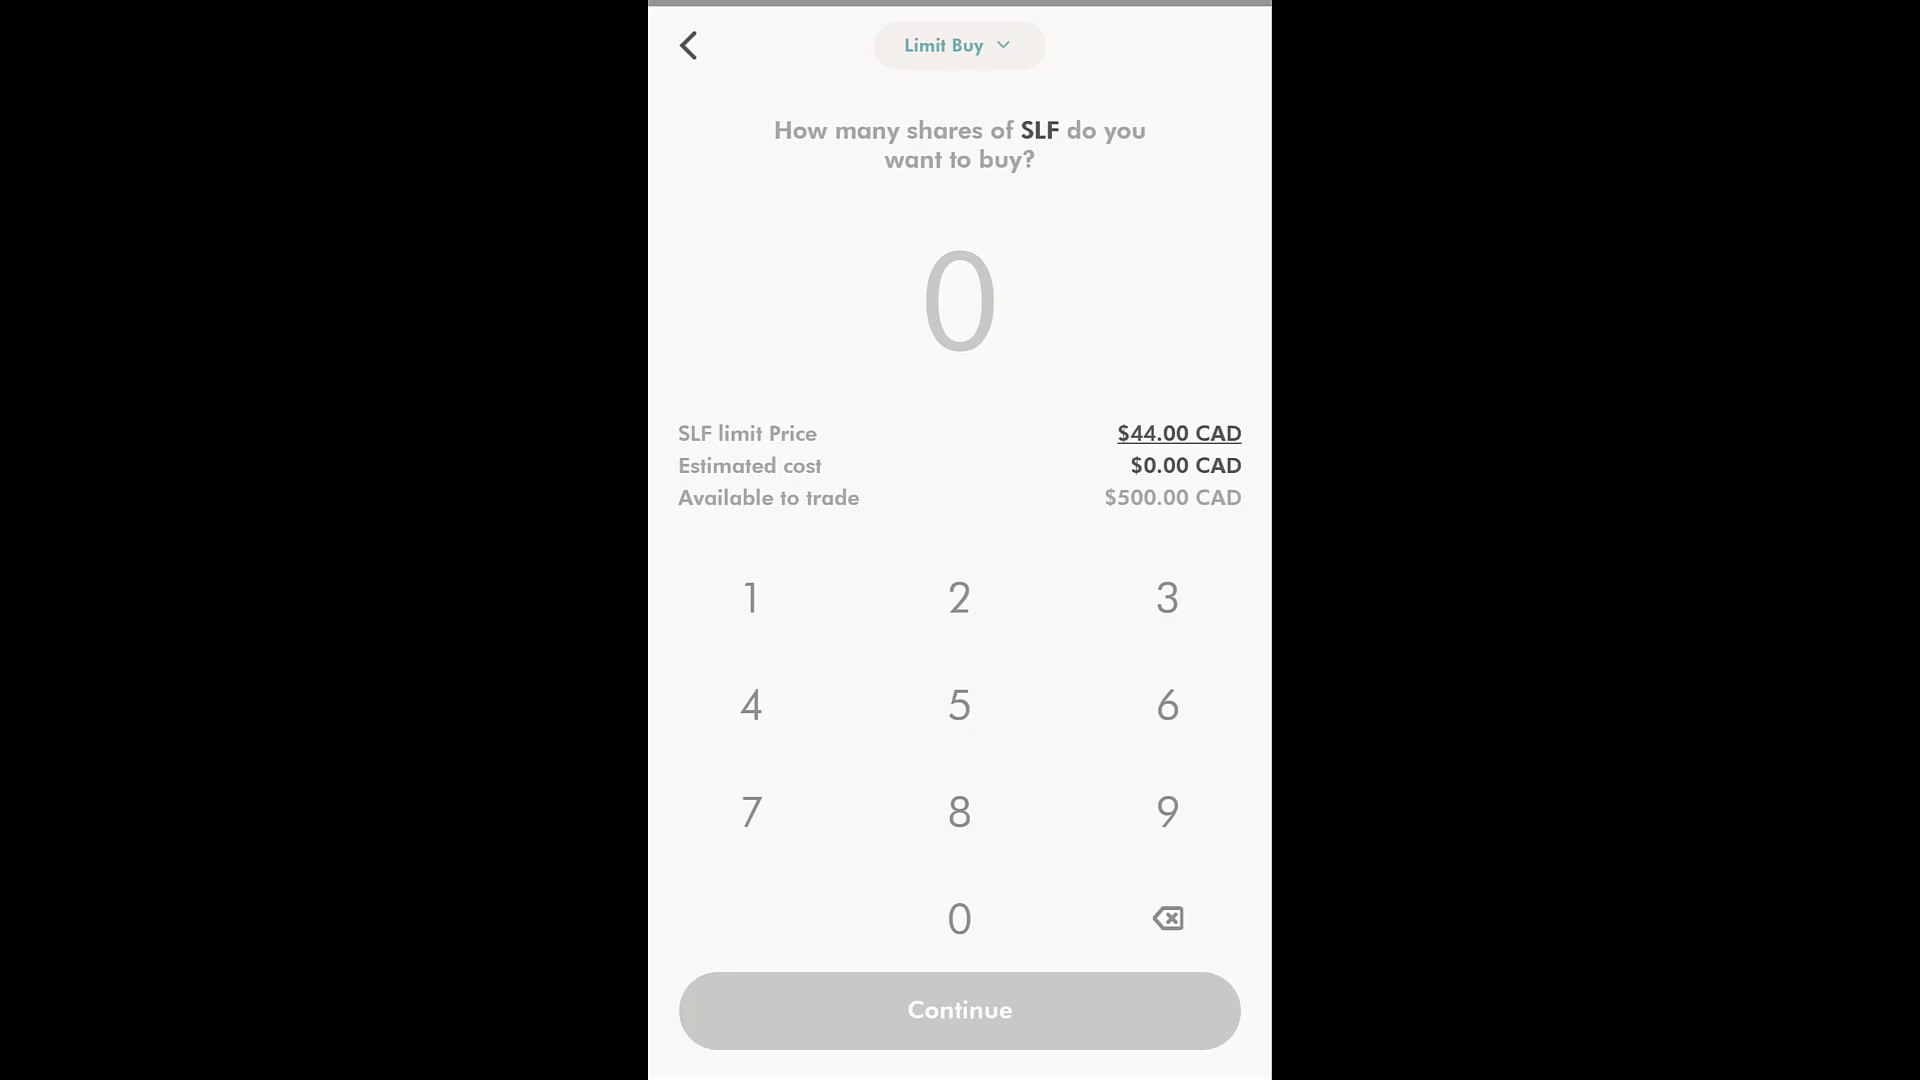 Limit Buy
How many shares of SLF do you
want to buy?
0
SLF limit Price $44.00 CAD
Estimated cost $0.00 CAD
Available to trade $500.00 CAD
1 2 3
4 5 6
7 8 9
0
Continue